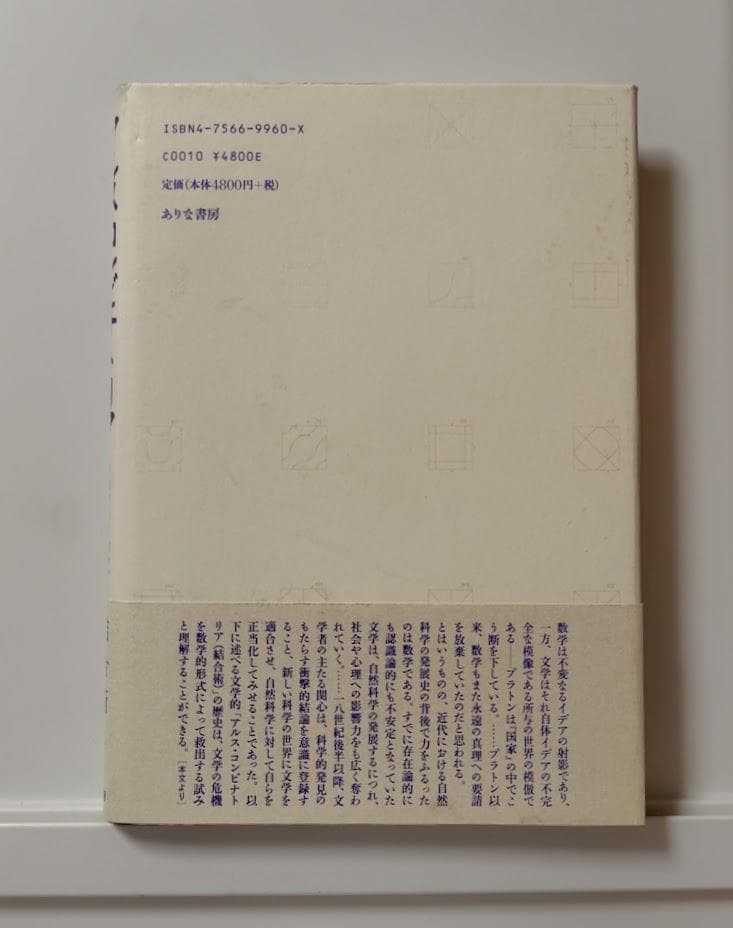 ISBN4-7566-9960-X
C0010 ¥4800E
定価(本体4800円+税)
ありな書房
数学は不変なるイデアの射影であり、
一方、文学はそれ自体イデアの不完
全な模像である所与の世界の模倣で
ある──プラトンは『国家』の中でこ
う断を下している。……プラトン以
来、数学もまた永遠の真理への要請
を放棄していたのだと思われる。
とはいうものの、近代における自然
科学の発展史の背後で力をふるった
のは数学である。すでに存在論的に
も認識論的にも不安定となっていた
文学は、自然科学の発展するにつれ、
社会や心理への影響力をも広く奪わ
れていく。……一八世紀後半以降、文
学者の主たる関心は、科学的発見の
もたらす衝撃的結論を意識に登録す
ること、新しい科学の世界に文学を
適合させ、自然科学に対して自らを
正当化してみせることであった。以
下に述べる文学的「アルス・コンビナト
リア(結合術)」の歴史は、文学の危機
を数学的形式によって救出する試み
と理解することができる。[本文より]